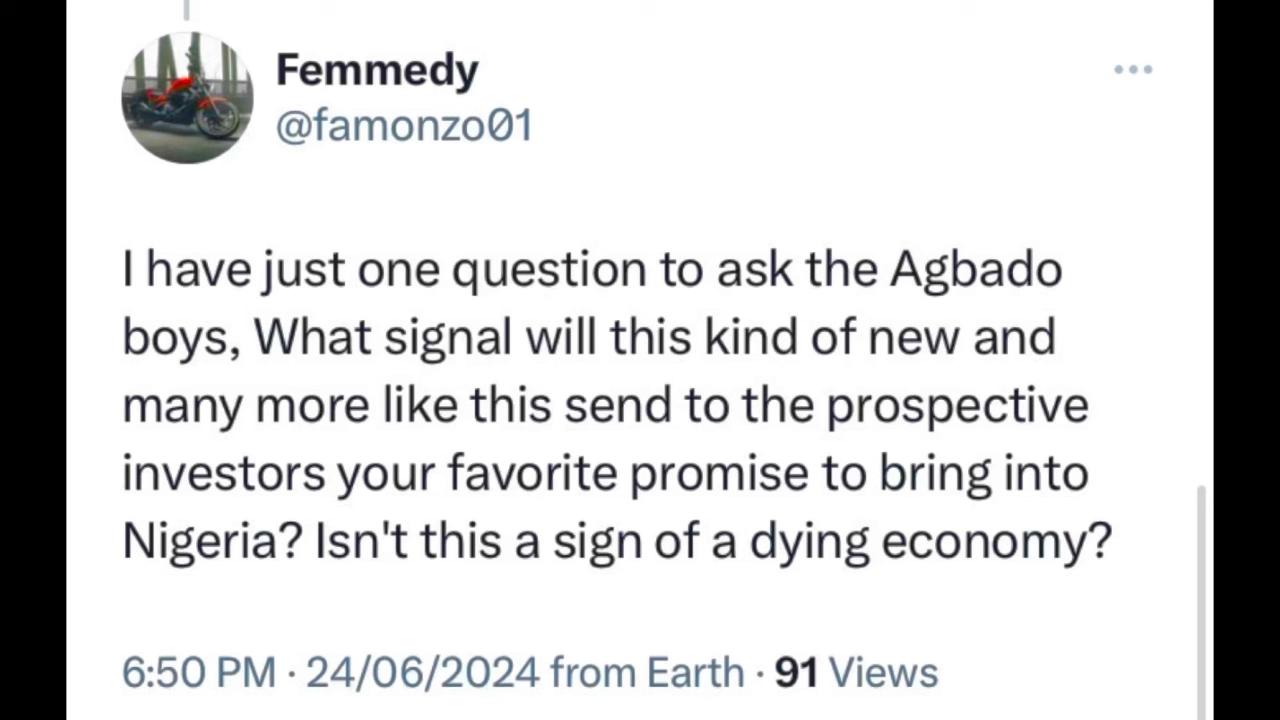 Femmedy
@famonzo01
I have just one question to ask the Agbado
boys, What signal will this kind of new and
many more like this send to the prospective
investors your favorite promise to bring into
Nigeria? Isn't this a sign of a dying economy?
6:50 PM · 24/06/2024 from Earth · 91 Views